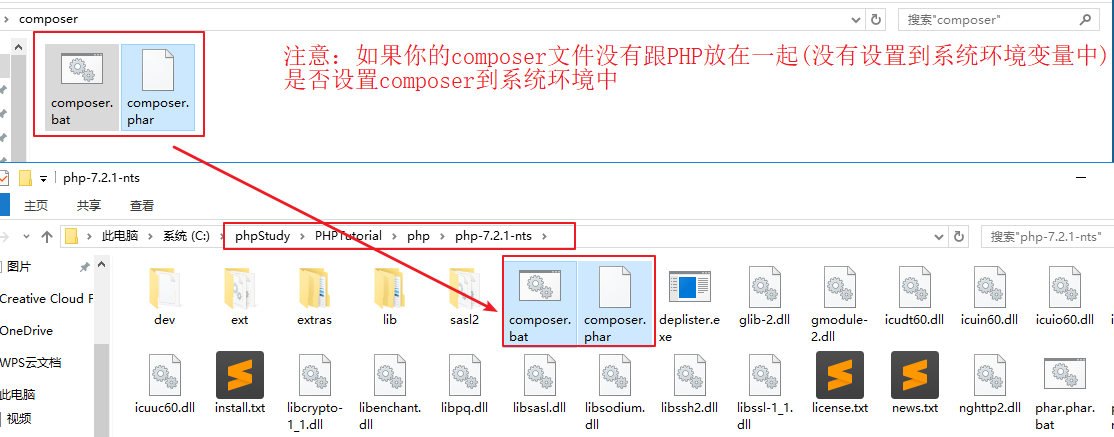 composer
搜索"composer"
注意：如果你的composer文件没有跟PHP放在一起(没有设置到系统环境变量中)
是否设置composer到系统环境中
composer.
bat
composer.
phar
php-7.2.1-nts
主页 共享 查看
此电脑 系统 (C:) phpStudy PHPTutorial php php-7.2.1-nts
搜索"php-7.2.1-nts"
图片
Creative Cloud F
OneDrive
WPS云文档
此电脑
视频
dev
ext
extras
lib
sasl2
composer.
bat
composer.
phar
deplister.e
xe
glib-2.dll
gmodule-
2.dll
icudt60.dll
icuin60.dll
icuio60.dll
icuuc60.dll
install.txt
libcrypto-
1_1.dll
libenchant.
dll
libpq.dll
libsasl.dll
libsodium.
dll
libssh2.dll
libssl-1_1.
dll
license.txt
news.txt
nghttp2.dll
phar.phar.
bat